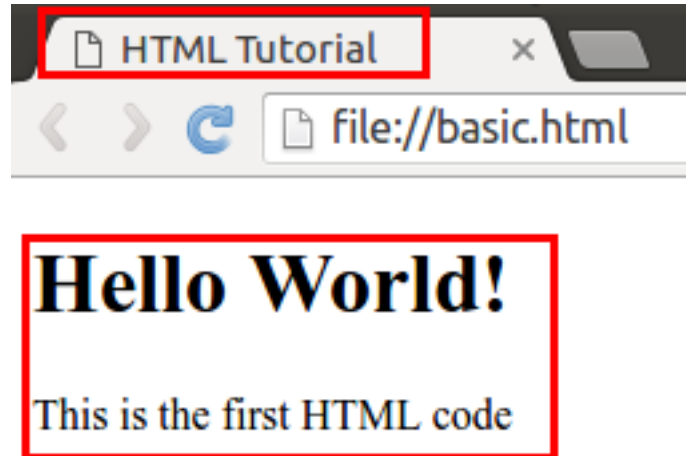 HTML Tutorial
file://basic.html
Hello World!
This is the first HTML code